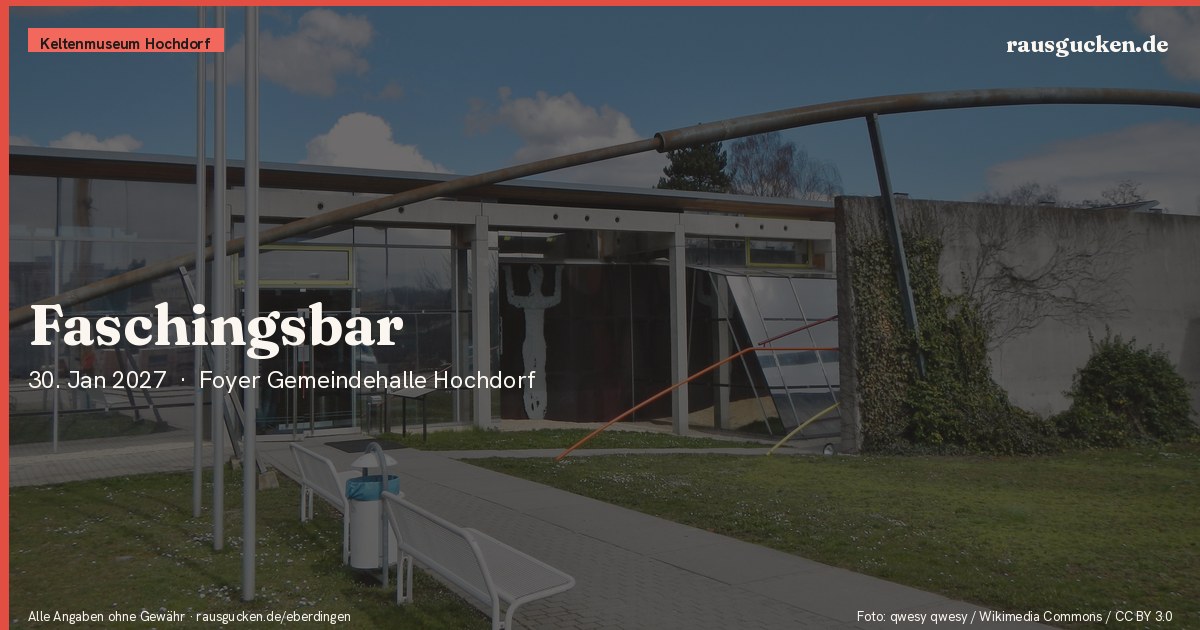 Keltenmuseum Hochdorf
rausgucken.de
Faschingsbar
30. Jan 2027 · Foyer Gemeindehalle Hochdorf
Alle Angaben ohne Gewähr · rausgucken.de/eberdingen
Foto: qwesy qwesy / Wikimedia Commons / CC BY 3.0